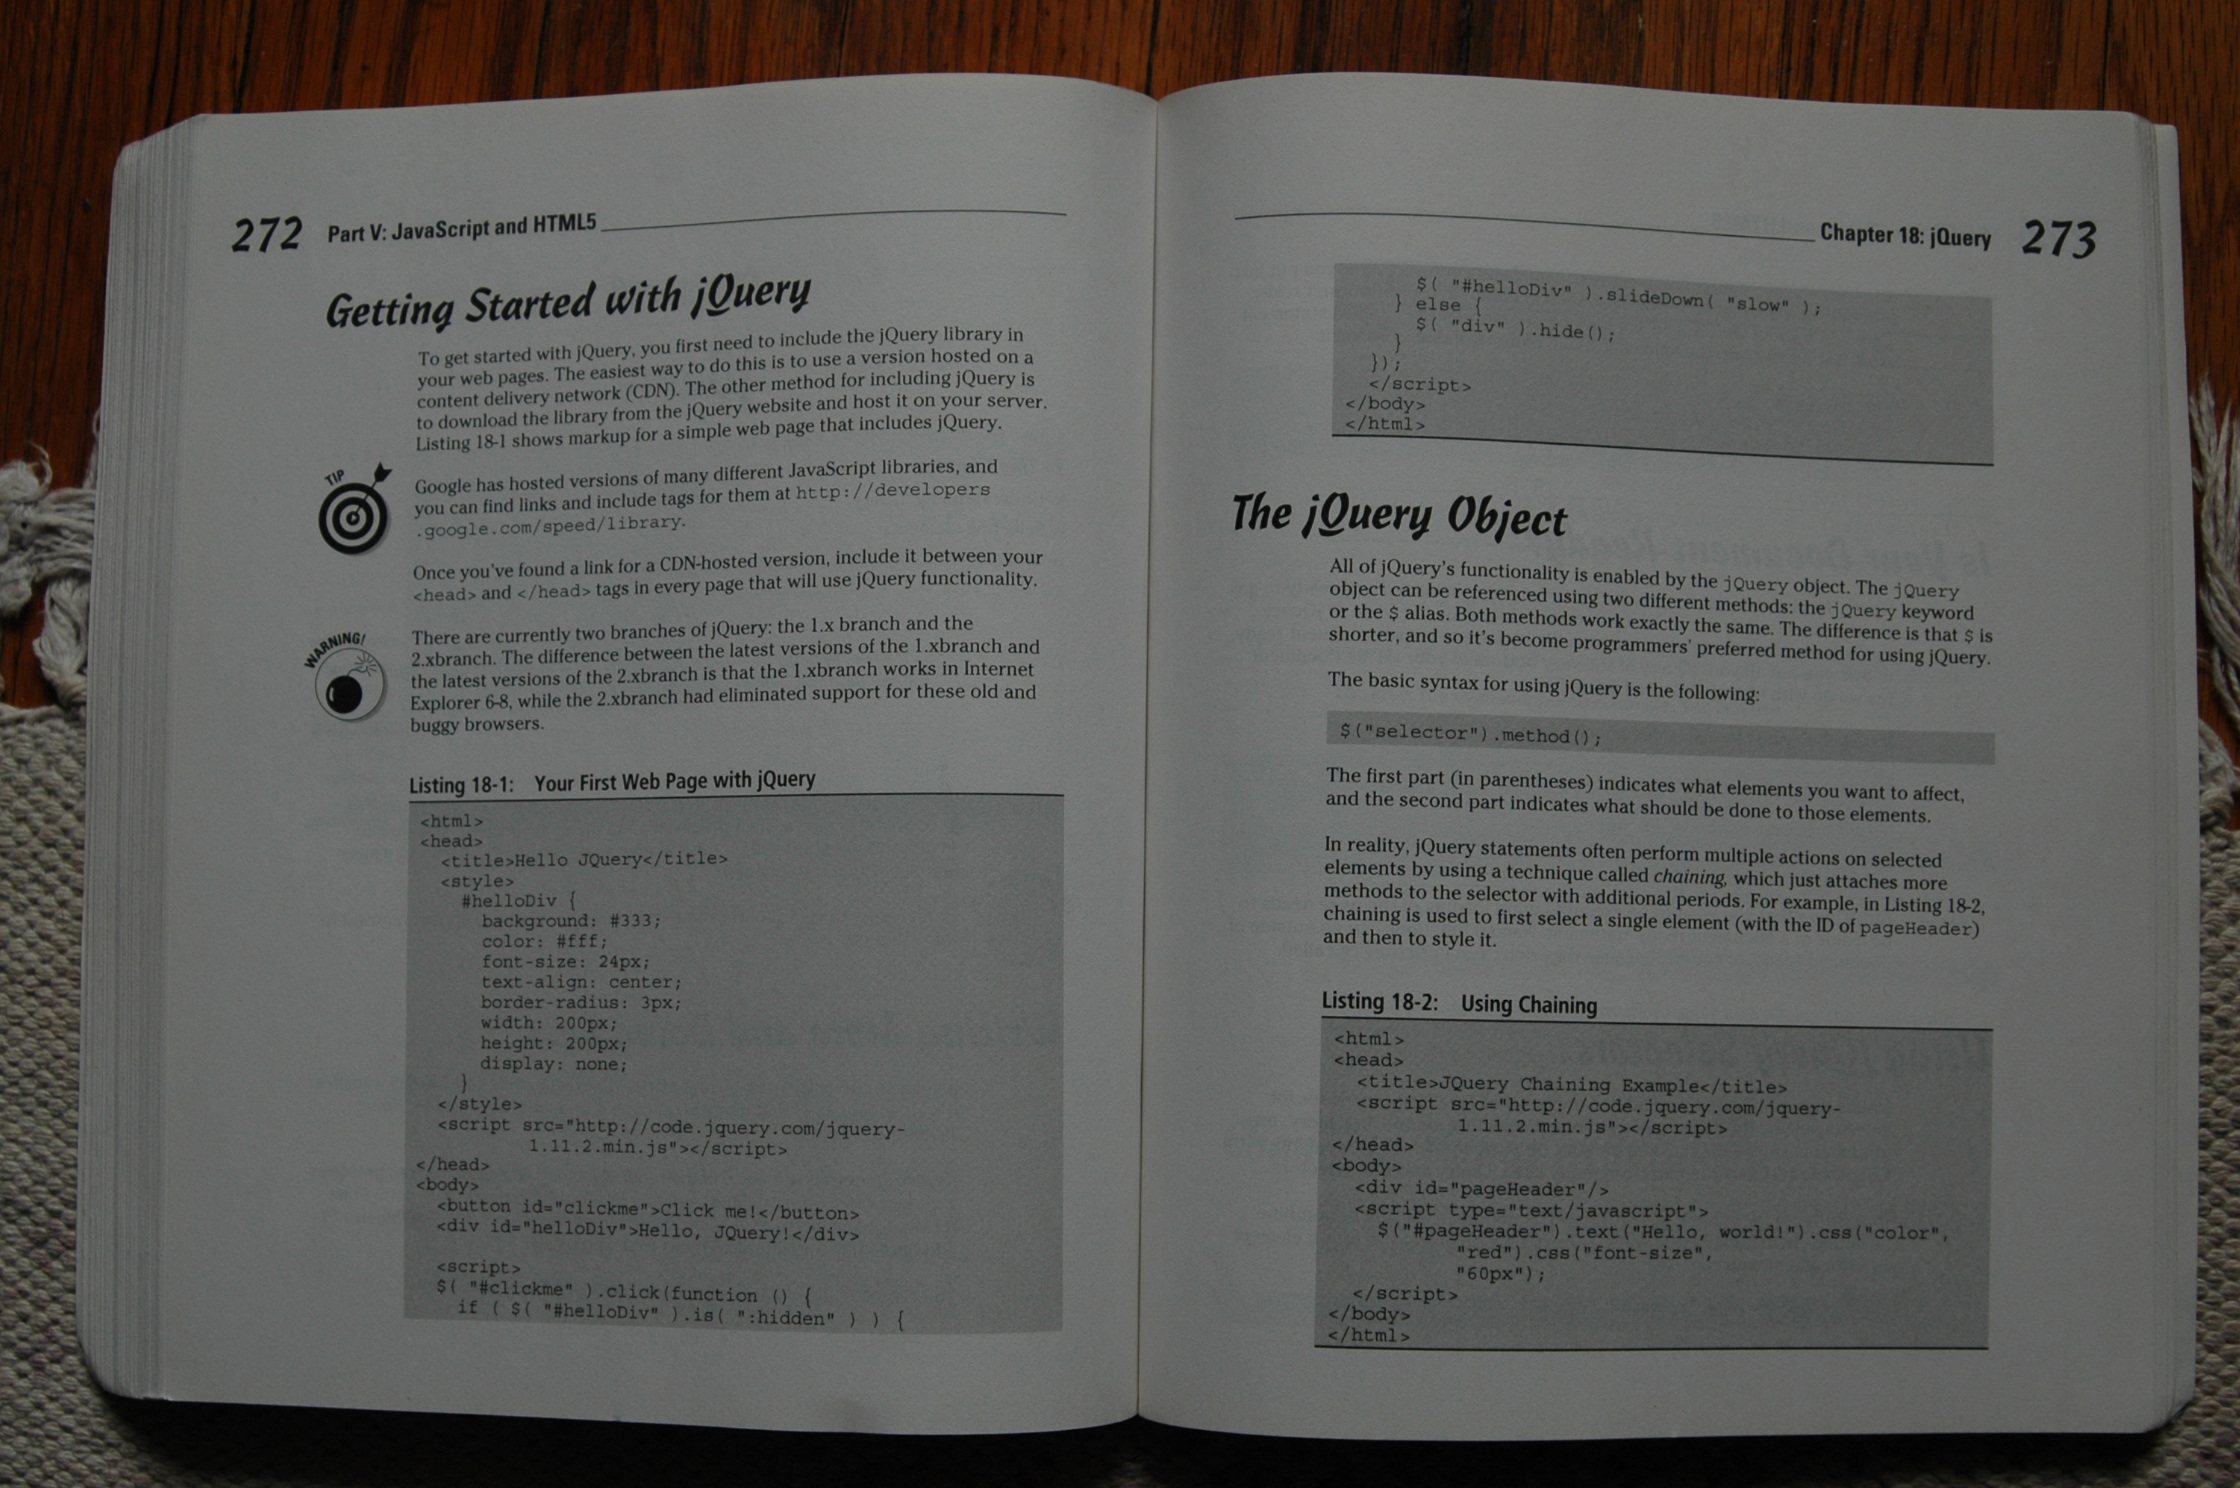 272 Part V: JavaScript and HTML5
Getting Started with jQuery
To get started with jQuery, you first need to include the jQuery library in
your web pages. The easiest way to do this is to use a version hosted on a
content delivery network (CDN). The other method for including jQuery is
to download the library from the jQuery website and host it on your server.
Listing 18-1 shows markup for a simple web page that includes jQuery.
TIP
Google has hosted versions of many different JavaScript libraries, and
you can find links and include tags for them at http://developers
.google.com/speed/library.
Once you've found a link for a CDN-hosted version, include it between your
<head> and </head> tags in every page that will use jQuery functionality.
WARNING!
There are currently two branches of jQuery: the 1.x branch and the
2.xbranch. The difference between the latest versions of the 1.xbranch and
the latest versions of the 2.xbranch is that the 1.xbranch works in Internet
Explorer 6-8, while the 2.xbranch had eliminated support for these old and
buggy browsers.
Listing 18-1: Your First Web Page with jQuery
<html>
<head>
<title>Hello JQuery</title>
<style>
#helloDiv {
background: #333;
color: #fff;
font-size: 24px;
text-align: center;
border-radius: 3px;
width: 200px;
height: 200px;
display: none;
}
</style>
<script src="http://code.jquery.com/jquery-
1.11.2.min.js"></script>
</head>
<body>
<button id="clickme">Click me!</button>
<div id="helloDiv">Hello, JQuery!</div>
<script>
$( "#clickme" ).click(function () {
if ( $( "#helloDiv" ).is( ":hidden" ) ) {
Chapter 18: jQuery 273
$( "#helloDiv" ).slideDown( "slow" );
} else {
$( "div" ).hide();
}
});
</script>
</body>
</html>
The jQuery Object
All of jQuery's functionality is enabled by the jQuery object. The jQuery
object can be referenced using two different methods: the jQuery keyword
or the $ alias. Both methods work exactly the same. The difference is that $ is
shorter, and so it's become programmers' preferred method for using jQuery.
The basic syntax for using jQuery is the following:
$("selector").method();
The first part (in parentheses) indicates what elements you want to affect,
and the second part indicates what should be done to those elements.
In reality, jQuery statements often perform multiple actions on selected
elements by using a technique called chaining, which just attaches more
methods to the selector with additional periods. For example, in Listing 18-2,
chaining is used to first select a single element (with the ID of pageHeader)
and then to style it.
Listing 18-2: Using Chaining
<html>
<head>
<title>JQuery Chaining Example</title>
<script src="http://code.jquery.com/jquery-
1.11.2.min.js"></script>
</head>
<body>
<div id="pageHeader"/>
<script type="text/javascript">
$("#pageHeader").text("Hello, world!").css("color",
"red").css("font-size",
"60px");
</script>
</body>
</html>